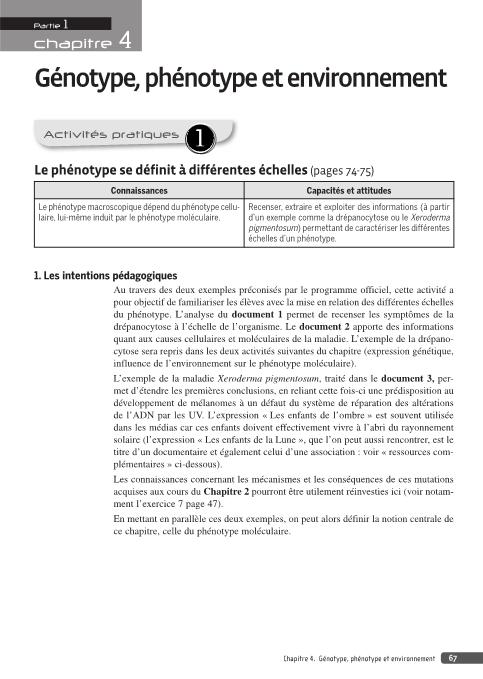 Partie 1
chapitre 4
Génotype, phénotype et environnement
Activités pratiques 1
Le phénotype se définit à différentes échelles (pages 74-75)
Connaissances
Capacités et attitudes
Le phénotype macroscopique dépend du phénotype cellu-
laire, lui-même induit par le phénotype moléculaire.
Recenser, extraire et exploiter des informations (à partir
d'un exemple comme la drépanocytose ou le Xeroderma
pigmentosum) permettant de caractériser les différentes
échelles d'un phénotype.
1. Les intentions pédagogiques
Au travers des deux exemples préconisés par le programme officiel, cette activité a
pour objectif de familiariser les élèves avec la mise en relation des différentes échelles
du phénotype. L'analyse du document 1 permet de recenser les symptômes de la
drépanocytose à l'échelle de l'organisme. Le document 2 apporte des informations
quant aux causes cellulaires et moléculaires de la maladie. L'exemple de la drépano-
cytose sera repris dans les deux activités suivantes du chapitre (expression génétique,
influence de l'environnement sur le phénotype moléculaire).
L'exemple de la maladie Xeroderma pigmentosum, traité dans le document 3, per-
met d'étendre les premières conclusions, en reliant cette fois-ci une prédisposition au
développement de mélanomes à un défaut du système de réparation des altérations
de l'ADN par les UV. L'expression « Les enfants de l'ombre » est souvent utilisée
dans les médias car ces enfants doivent effectivement vivre à l'abri du rayonnement
solaire (l'expression « Les enfants de la Lune », que l'on peut aussi rencontrer, est le
titre d'un documentaire et également celui d'une association : voir « ressources com-
plémentaires » ci-dessous).
Les connaissances concernant les mécanismes et les conséquences de ces mutations
acquises aux cours du Chapitre 2 pourront être utilement réinvesties ici (voir notam-
ment l'exercice 7 page 47).
En mettant en parallèle ces deux exemples, on peut alors définir la notion centrale de
ce chapitre, celle du phénotype moléculaire.
Chapitre 4. Génotype, phénotype et environnement 67